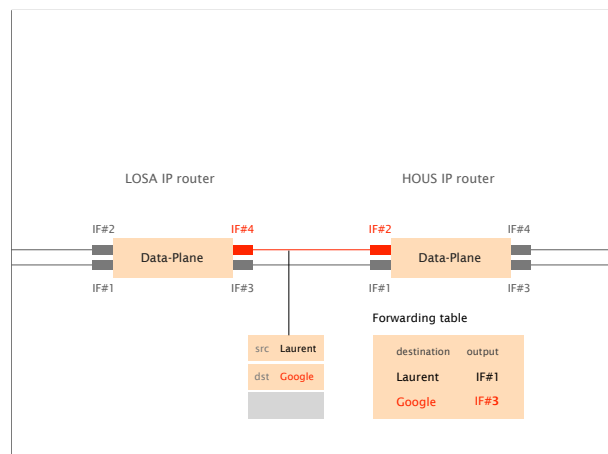 LOSA IP router
HOUS IP router
IF#2
IF#4
IF#2
IF#4
Data-Plane
Data-Plane
IF#1
IF#3
IF#1
IF#3
Forwarding table
src Laurent
dst Google
destination output
Laurent IF#1
Google IF#3